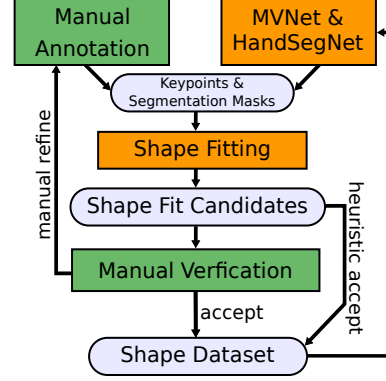 Manual
Annotation
MVNet &
HandSegNet
Keypoints &
Segmentation Masks
Shape Fitting
Shape Fit Candidates
manual refine
heuristic accept
Manual Verfication
accept
Shape Dataset